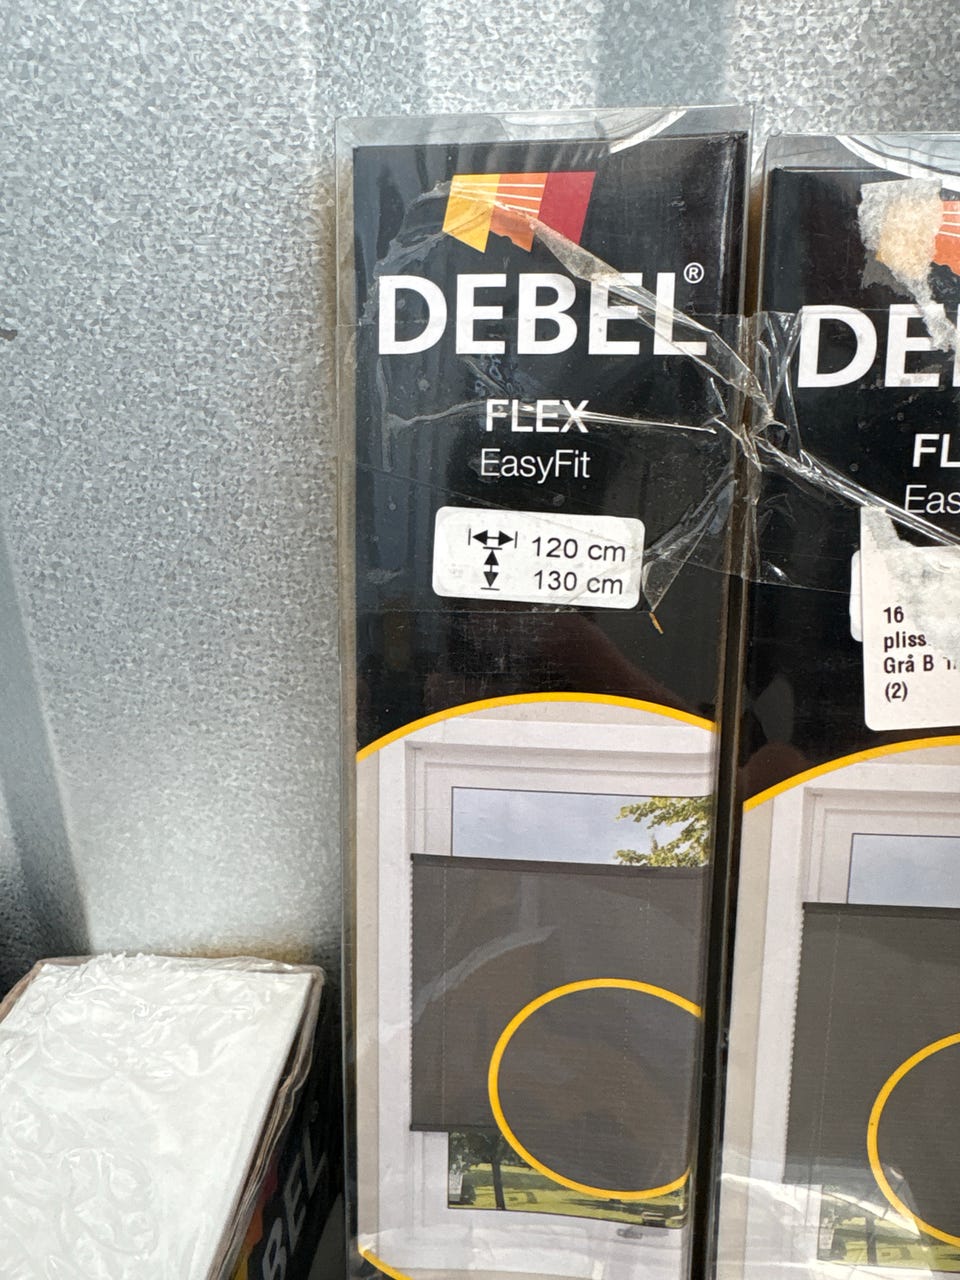 DEBEL®
FLEX
EasyFit
120 cm
130 cm
DE
FL
Eas
16
pliss
Grå B
(2)
BEL